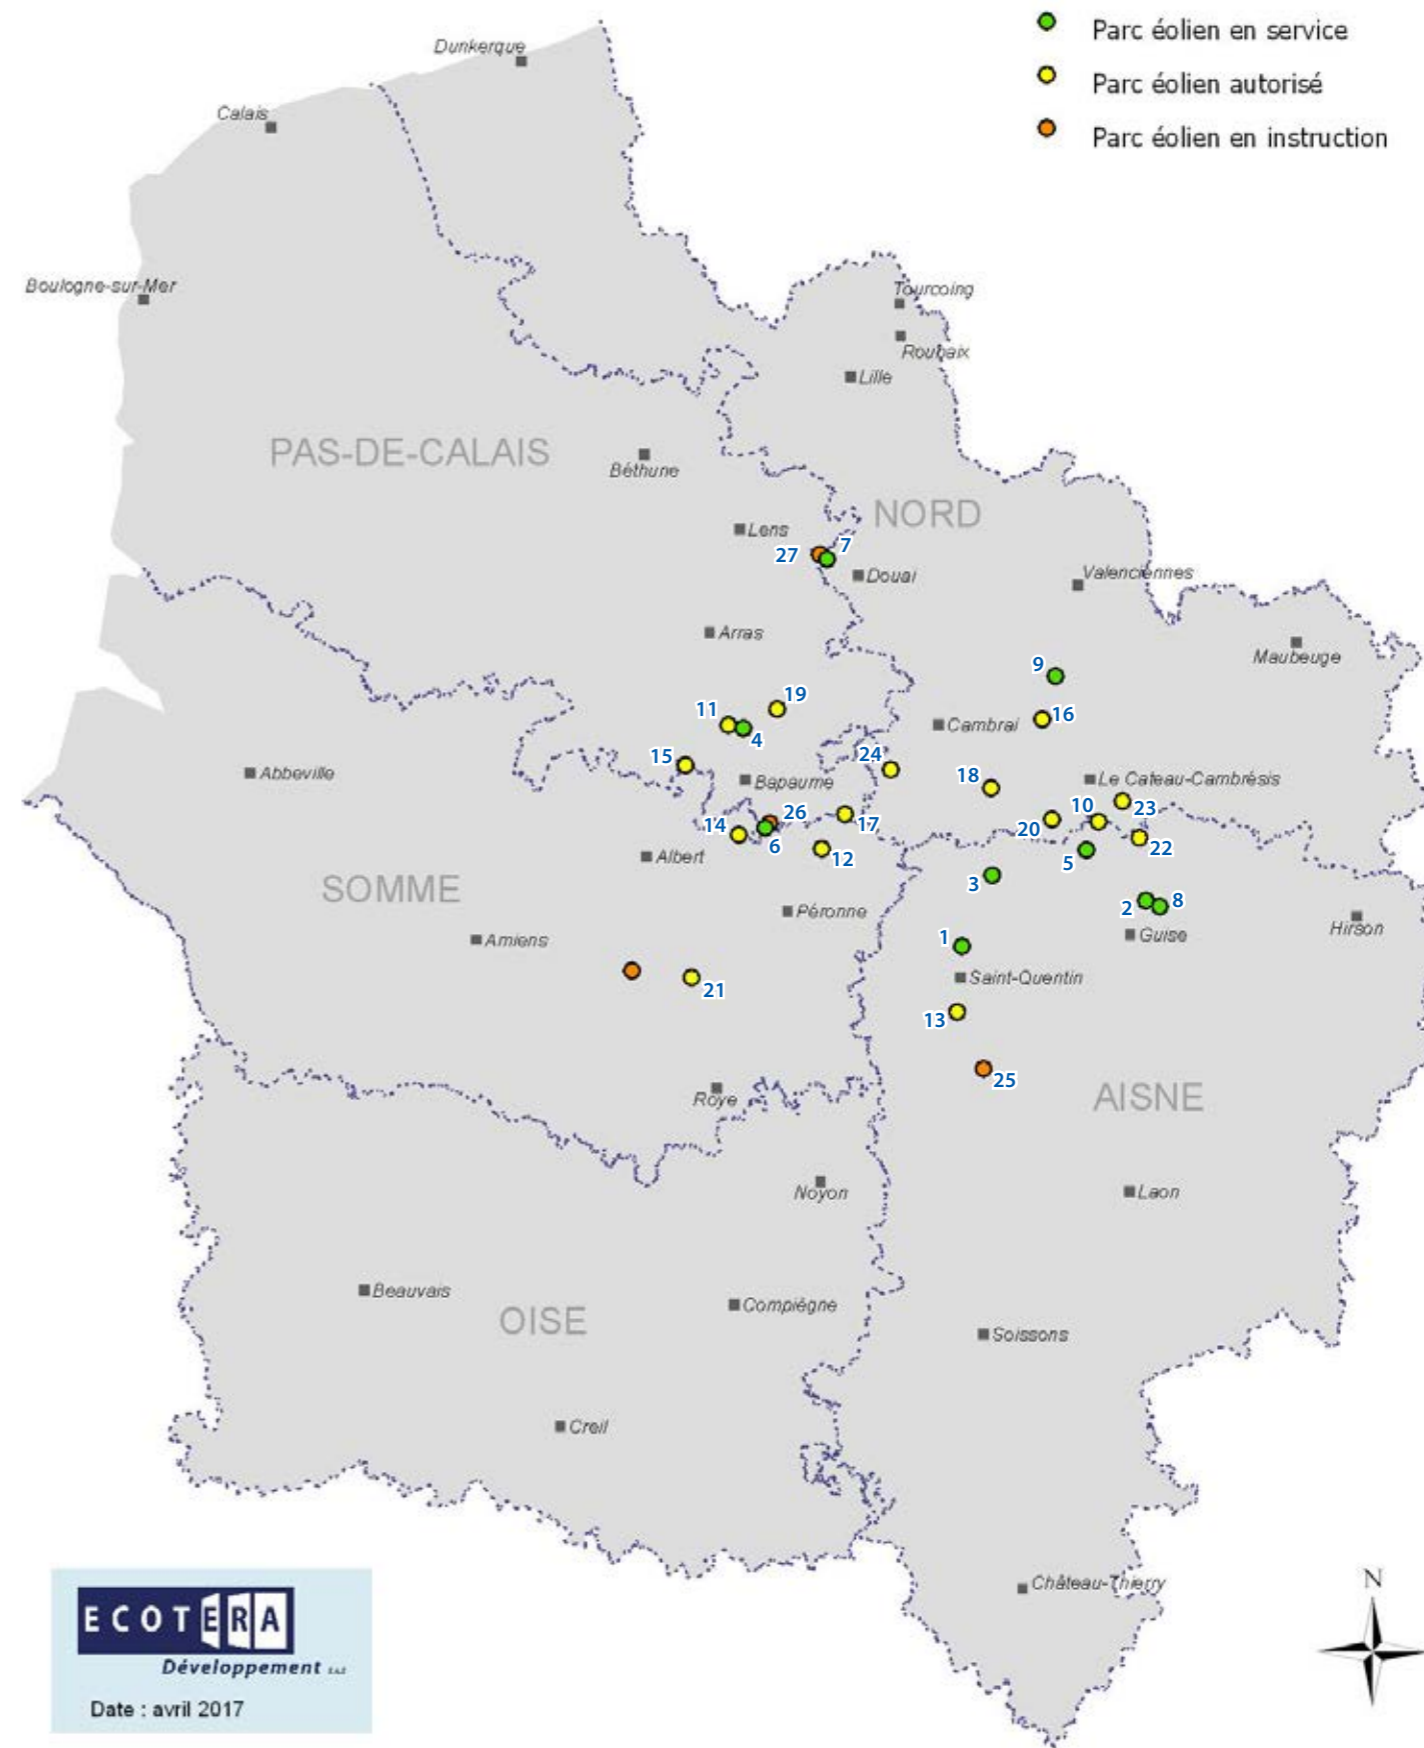 Parc éolien en service
Parc éolien autorisé
Parc éolien en instruction
Dunkerque
Calais
Boulogne-sur-Mer
Tourcoing
Roubaix
Lille
PAS-DE-CALAIS
Béthune
NORD
Lens
27
7
Douai
Valenciennes
Arras
Maubeuge
9
19
11
16
4
Cambrai
15
24
Abbeville
Bapaume
18
Le Cateau-Cambrésis
26
14
17
20
10
23
6
12
22
Albert
5
3
SOMME
2
8
Péronne
Guise
Hirson
Amiens
1
Saint-Quentin
21
13
25
Roye
AISNE
Noyon
Laon
Beauvais
OISE
Compiègne
Soissons
Creil
Château-Thierry
N
ECOTERA
Développement S.A.S
Date : avril 2017